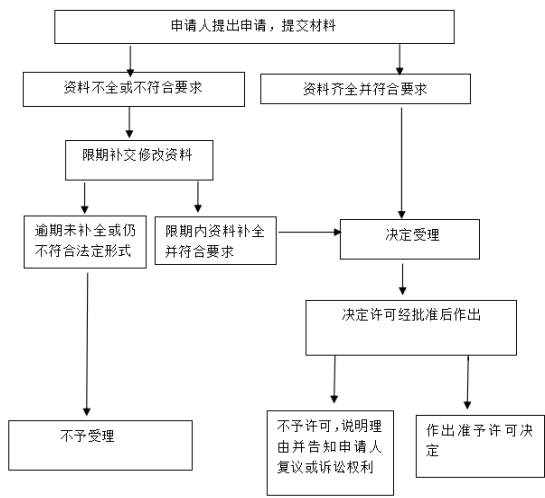 申请人提出申请，提交材料
资料不全或不符合要求
资料齐全并符合要求
限期补交修改资料
逾期未补全或仍
不符合法定形式
限期内资料补全
并符合要求
决定受理
决定许可经批准后作出
不予受理
不予许可，说明理
由并告知申请人
复议或诉讼权利
作出准予许可决
定